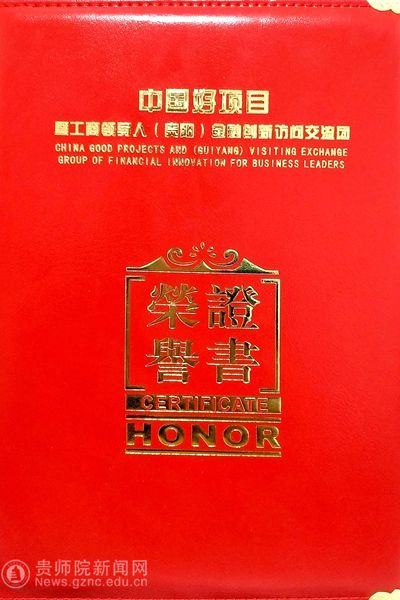 中国好项目
暨工商领导人（贵阳）金融创新访问交流团
CHINA GOOD PROJECTS AND (GUIYANG) VISITING EXCHANGE
GROUP OF FINANCIAL INNOVATION FOR BUSINESS LEADERS
榮證
譽書
CERTIFICATE
HONOR
贵师院新闻网
News.gznc.edu.cn